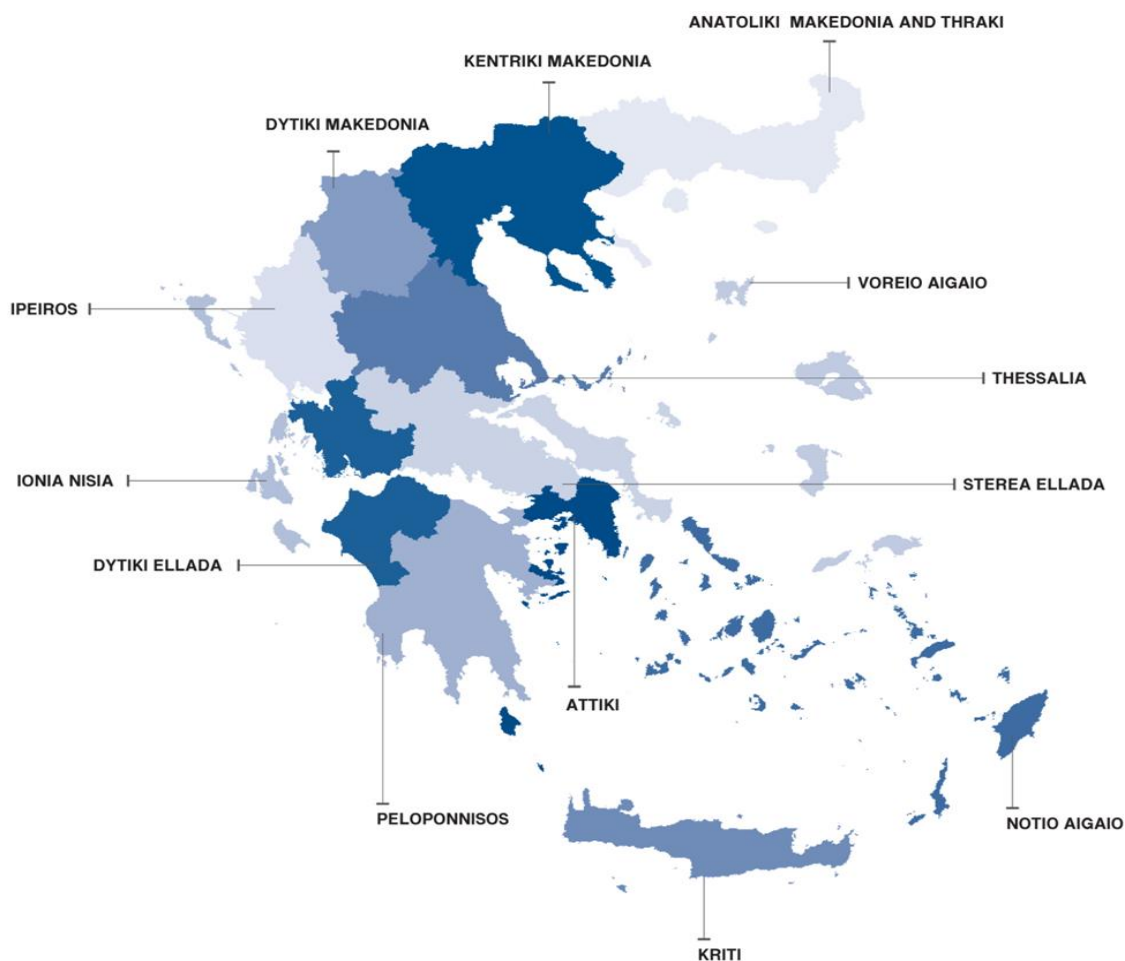 ANATOLIKI MAKEDONIA AND THRAKI
KENTRIKI MAKEDONIA
DYTIKI MAKEDONIA
VOREIO AIGAIO
IPEIROS
THESSALIA
IONIA NISIA
STEREA ELLADA
DYTIKI ELLADA
ATTIKI
PELOPONNISOS
NOTIO AIGAIO
KRITI